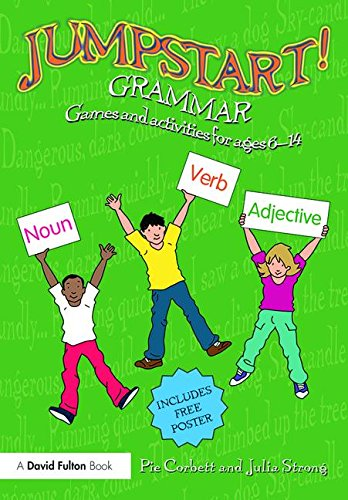 JUMPSTART!
GRAMMAR
Games and activities for ages 6–14
Noun
Verb
Adjective
INCLUDES
FREE
POSTER
Pie Corbett and Julia Strong
A David Fulton Book